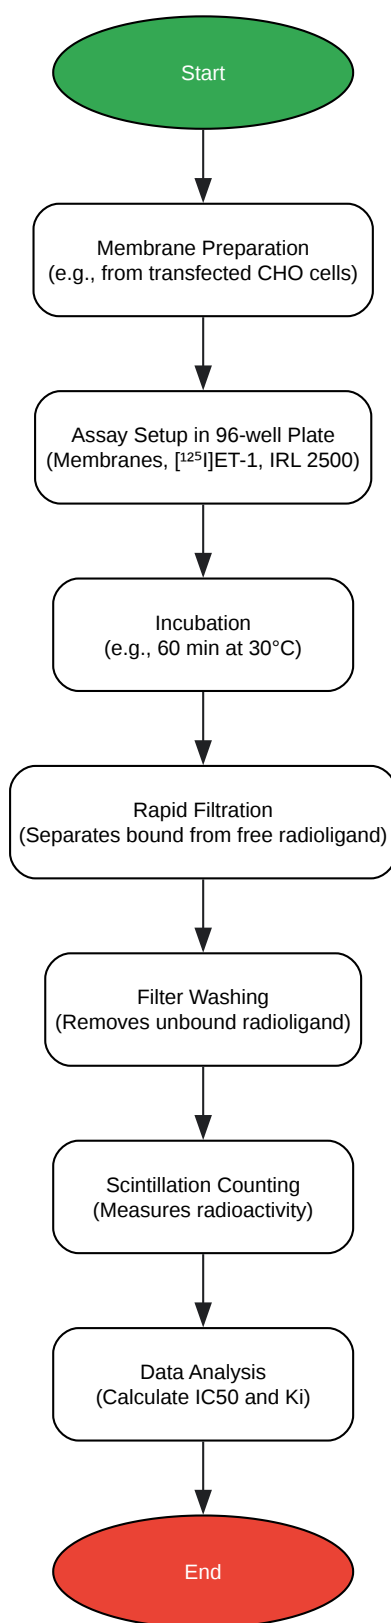 Start
Membrane Preparation
(e.g., from transfected CHO cells)
Assay Setup in 96-well Plate
(Membranes, [¹²⁵I]ET-1, IRL 2500)
Incubation
(e.g., 60 min at 30°C)
Rapid Filtration
(Separates bound from free radioligand)
Filter Washing
(Removes unbound radioligand)
Scintillation Counting
(Measures radioactivity)
Data Analysis
(Calculate IC50 and Ki)
End